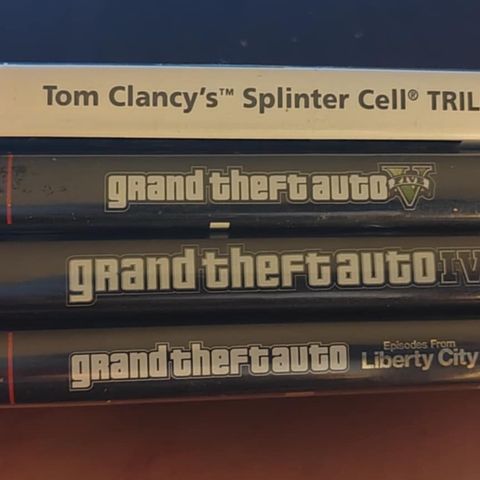 Tom Clancy's™ Splinter Cell® TRIL
grand theft auto V
grand theft auto IV
grand theft auto Episodes From
Liberty City